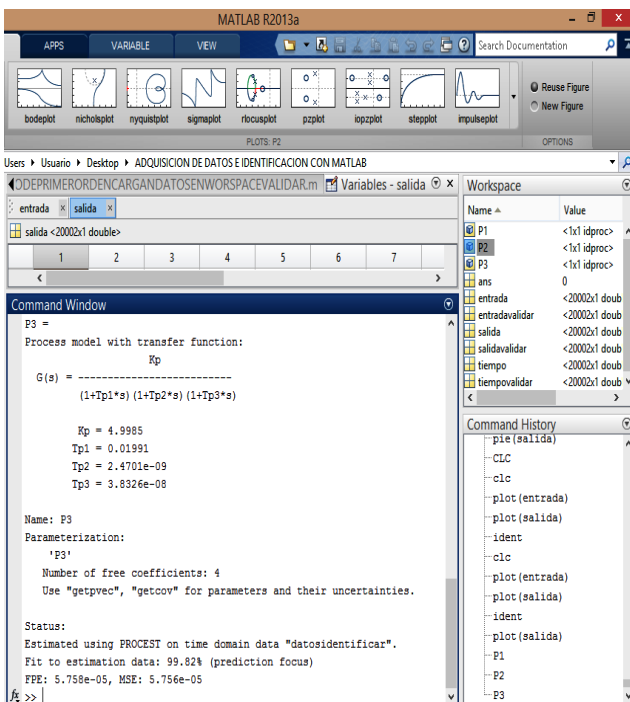 MATLAB R2013a
APPS VARIABLE VIEW
Search Documentation
bodeplot nicholsplot nyquistplot sigmaplot rlocusplot pzplot iopzplot stepplot impulseplot
Reuse Figure
New Figure
PLOTS: P2 OPTIONS
Users Usuario Desktop ADQUISICION DE DATOS E IDENTIFICACION CON MATLAB
ODEPRIMERORDENCARGANDATOSENWORSPACEVALIDAR.m Variables - salida
entrada salida
salida <20002x1 double>
1 2 3 4 5 6 7
Command Window
P3 =
Process model with transfer function:
Kp
G(s) = --------------------------
(1+Tp1*s)(1+Tp2*s)(1+Tp3*s)
Kp = 4.9985
Tp1 = 0.01991
Tp2 = 2.4701e-09
Tp3 = 3.8326e-08
Name: P3
Parameterization:
'P3'
Number of free coefficients: 4
Use "getpvec", "getcov" for parameters and their uncertainties.
Status:
Estimated using PROCEST on time domain data "datosidentificar".
Fit to estimation data: 99.82% (prediction focus)
FPE: 5.758e-05, MSE: 5.756e-05
fx >>
Workspace
Name Value
P1 <1x1 idproc>
P2 <1x1 idproc>
P3 <1x1 idproc>
ans 0
entrada <20002x1 doub
entradavalidar <20002x1 doub
salida <20002x1 doub
salidavalidar <20002x1 doub
tiempo <20002x1 doub
tiempovalidar <20002x1 doub
Command History
pie(salida)
CLC
clc
plot(entrada)
plot(salida)
ident
clc
plot(entrada)
plot(salida)
ident
plot(salida)
P1
P2
P3